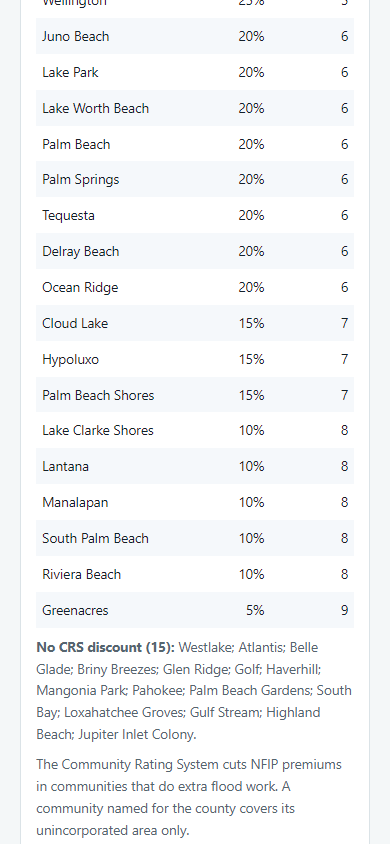 Wellington 25% 5
Juno Beach 20% 6
Lake Park 20% 6
Lake Worth Beach 20% 6
Palm Beach 20% 6
Palm Springs 20% 6
Tequesta 20% 6
Delray Beach 20% 6
Ocean Ridge 20% 6
Cloud Lake 15% 7
Hypoluxo 15% 7
Palm Beach Shores 15% 7
Lake Clarke Shores 10% 8
Lantana 10% 8
Manalapan 10% 8
South Palm Beach 10% 8
Riviera Beach 10% 8
Greenacres 5% 9
No CRS discount (15): Westlake; Atlantis; Belle
Glade; Briny Breezes; Glen Ridge; Golf; Haverhill;
Mangonia Park; Pahokee; Palm Beach Gardens; South
Bay; Loxahatchee Groves; Gulf Stream; Highland
Beach; Jupiter Inlet Colony.
The Community Rating System cuts NFIP premiums
in communities that do extra flood work. A
community named for the county covers its
unincorporated area only.